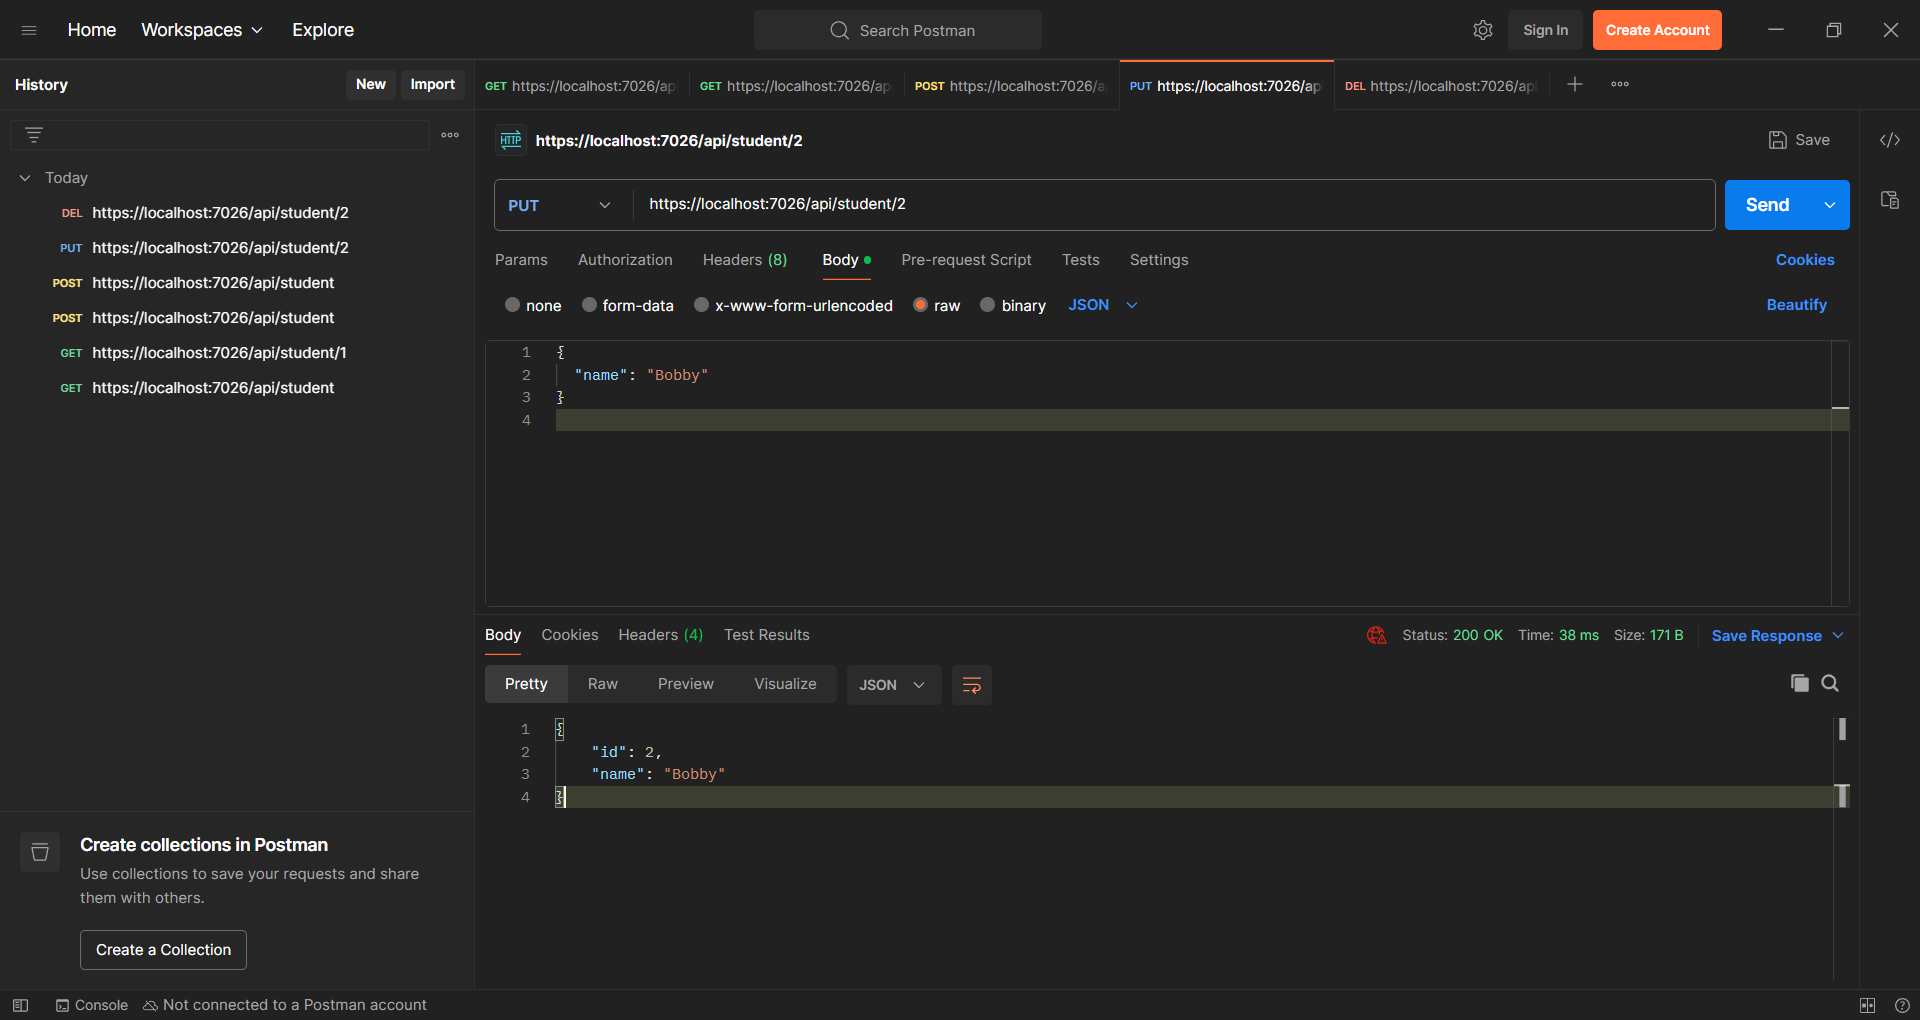 Home Workspaces Explore Search Postman Sign In Create Account
History New Import
GET https://localhost:7026/ap GET https://localhost:7026/ap POST https://localhost:7026/a PUT https://localhost:7026/ap DEL https://localhost:7026/api
HTTP https://localhost:7026/api/student/2 Save </>
Today
DEL https://localhost:7026/api/student/2
PUT https://localhost:7026/api/student/2
POST https://localhost:7026/api/student
POST https://localhost:7026/api/student
GET https://localhost:7026/api/student/1
GET https://localhost:7026/api/student
PUT https://localhost:7026/api/student/2 Send
Params Authorization Headers (8) Body Pre-request Script Tests Settings Cookies
none form-data x-www-form-urlencoded raw binary JSON Beautify
1 {
2 "name": "Bobby"
3 }
4
Body Cookies Headers (4) Test Results Status: 200 OK Time: 38 ms Size: 171 B Save Response
Pretty Raw Preview Visualize JSON
1 {
2 "id": 2,
3 "name": "Bobby"
4 }
Create collections in Postman
Use collections to save your requests and share
them with others.
Create a Collection
Console Not connected to a Postman account